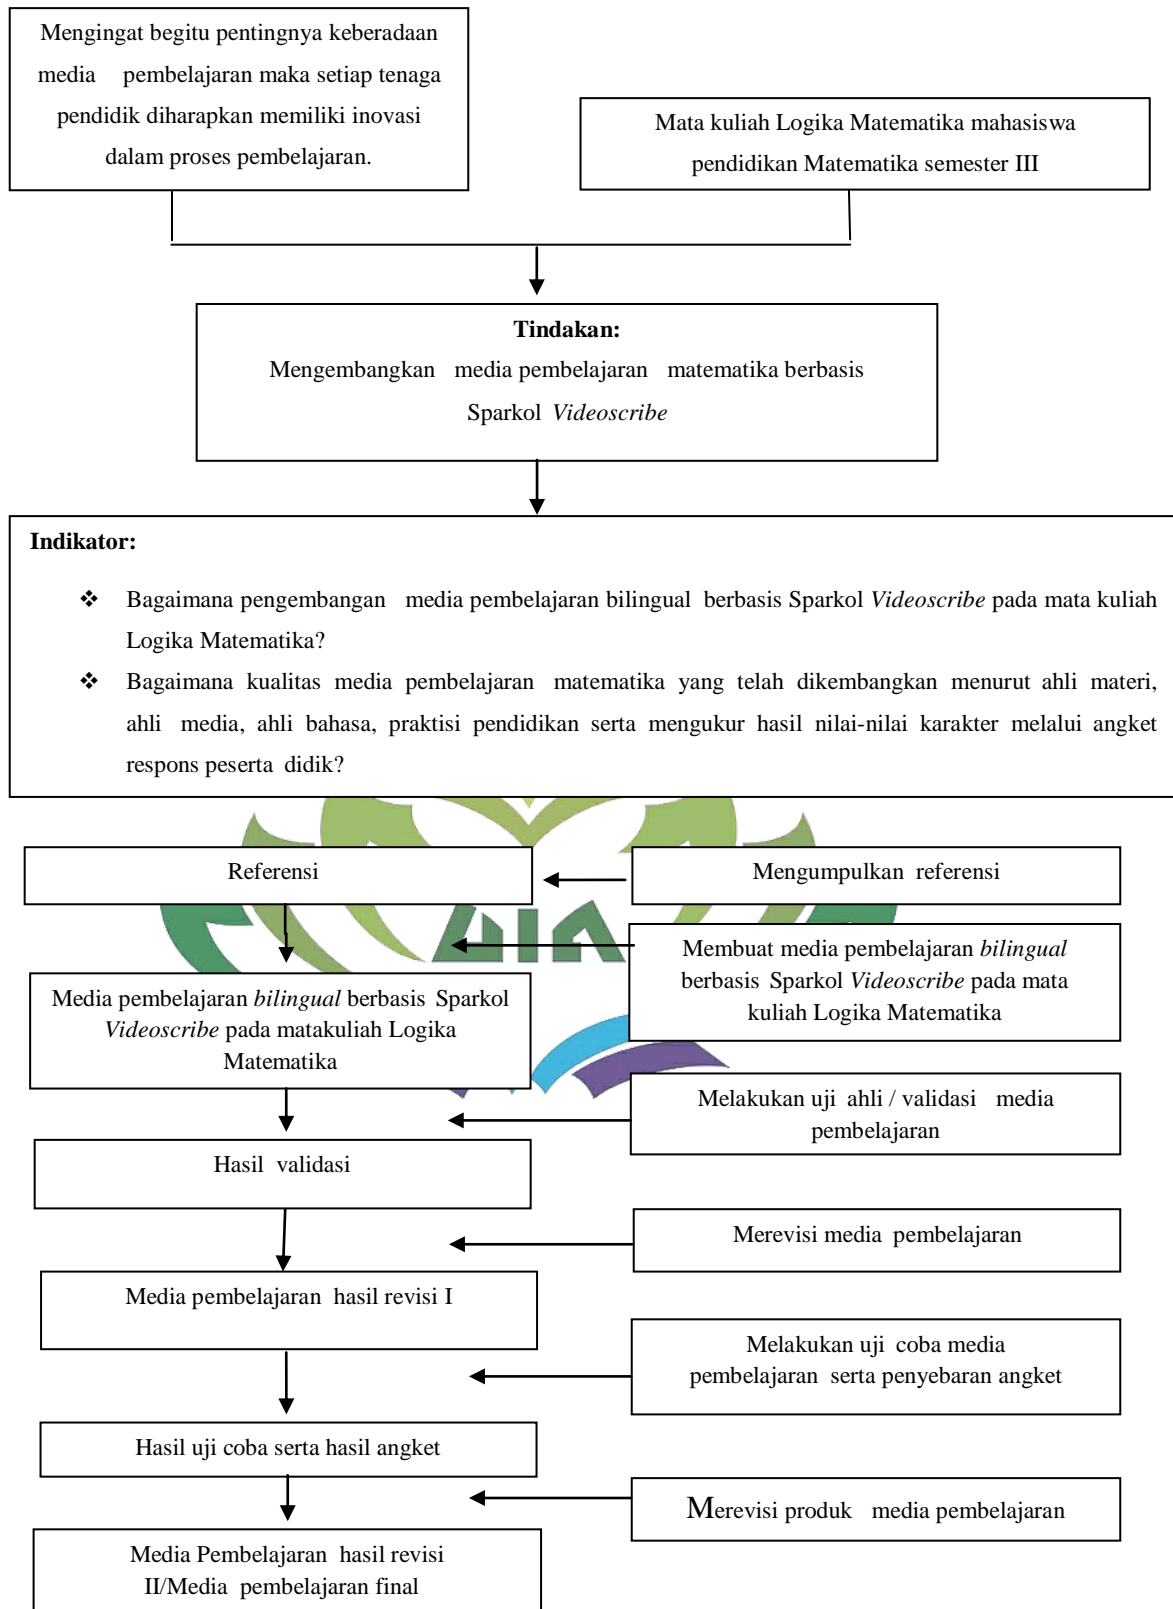 Mengingat begitu pentingnya keberadaan
media pembelajaran maka setiap tenaga
pendidik diharapkan memiliki inovasi
dalam proses pembelajaran.
Mata kuliah Logika Matematika mahasiswa
pendidikan Matematika semester III
Tindakan:
Mengembangkan media pembelajaran matematika berbasis
Sparkol Videoscribe
Indikator:
❖ Bagaimana pengembangan media pembelajaran bilingual berbasis Sparkol Videoscribe pada mata kuliah
Logika Matematika?
❖ Bagaimana kualitas media pembelajaran matematika yang telah dikembangkan menurut ahli materi,
ahli media, ahli bahasa, praktisi pendidikan serta mengukur hasil nilai-nilai karakter melalui angket
respons peserta didik?
Referensi
Mengumpulkan referensi
Membuat media pembelajaran bilingual
berbasis Sparkol Videoscribe pada mata
kuliah Logika Matematika
Media pembelajaran bilingual berbasis Sparkol
Videoscribe pada matakuliah Logika
Matematika
Melakukan uji ahli / validasi media
pembelajaran
Hasil validasi
Merevisi media pembelajaran
Media pembelajaran hasil revisi I
Melakukan uji coba media
pembelajaran serta penyebaran angket
Hasil uji coba serta hasil angket
Merevisi produk media pembelajaran
Media Pembelajaran hasil revisi
II/Media pembelajaran final